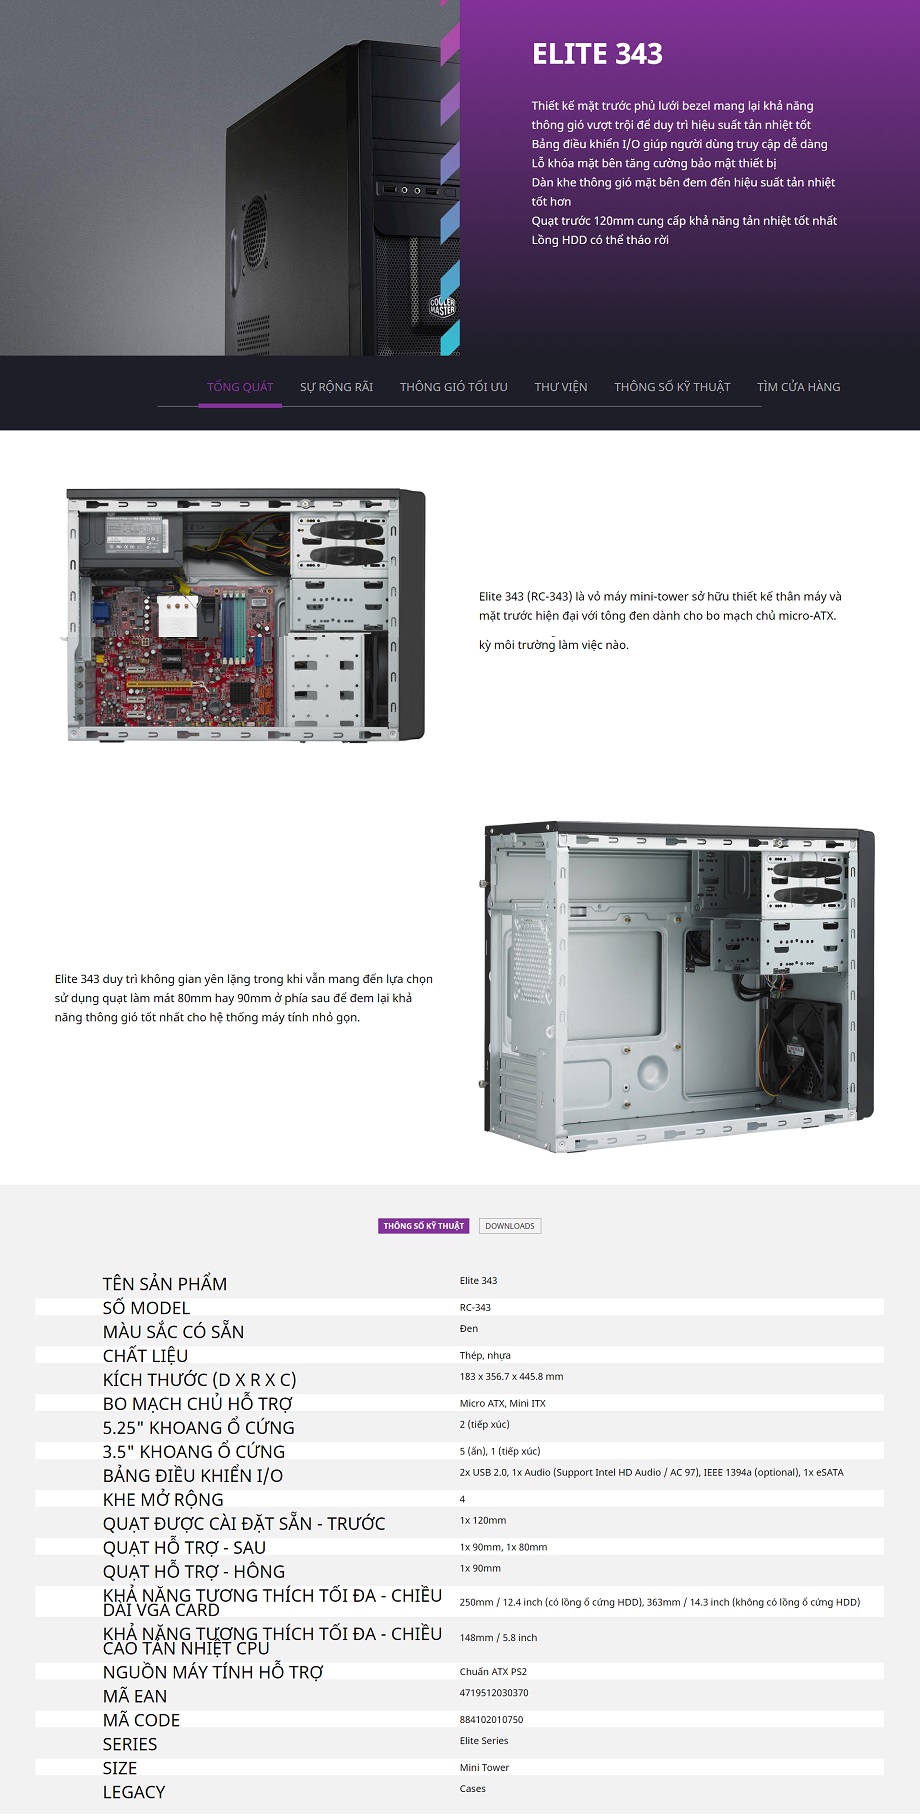 COOLER
MASTER
ELITE 343
Thiết kế mặt trước phủ lưới bezel mang lại khả năng
thông gió vượt trội để duy trì hiệu suất tản nhiệt tốt
Bảng điều khiển I/O giúp người dùng truy cập dễ dàng
Lỗ khóa mặt bên tăng cường bảo mật thiết bị
Dàn khe thông gió mặt bên đem đến hiệu suất tản nhiệt
tốt hơn
Quạt trước 120mm cung cấp khả năng tản nhiệt tốt nhất
Lồng HDD có thể tháo rời
TỔNG QUÁT
SỰ RỘNG RÃI
THÔNG GIÓ TỐI ƯU
THƯ VIỆN
THÔNG SỐ KỸ THUẬT
TÌM CỬA HÀNG
Elite 343 (RC-343) là vỏ máy mini-tower sở hữu thiết kế thân máy và
mặt trước hiện đại với tông đen dành cho bo mạch chủ micro-ATX.
kỳ môi trường làm việc nào.
Elite 343 duy trì không gian yên lặng trong khi vẫn mang đến lựa chọn
sử dụng quạt làm mát 80mm hay 90mm ở phía sau để đem lại khả
năng thông gió tốt nhất cho hệ thống máy tính nhỏ gọn.
THÔNG SỐ KỸ THUẬT
DOWNLOADS
TÊN SẢN PHẨM Elite 343
SỐ MODEL RC-343
MÀU SẮC CÓ SẴN Đen
CHẤT LIỆU Thép, nhựa
KÍCH THƯỚC (D X R X C) 183 x 356.7 x 445.8 mm
BO MẠCH CHỦ HỖ TRỢ Micro ATX, Mini ITX
5.25" KHOANG Ổ CỨNG 2 (tiếp xúc)
3.5" KHOANG Ổ CỨNG 5 (ẩn), 1 (tiếp xúc)
BẢNG ĐIỀU KHIỂN I/O 2x USB 2.0, 1x Audio (Support Intel HD Audio / AC 97), IEEE 1394a (optional), 1x eSATA
KHE MỞ RỘNG 4
QUẠT ĐƯỢC CÀI ĐẶT SẴN - TRƯỚC 1x 120mm
QUẠT HỖ TRỢ - SAU 1x 90mm, 1x 80mm
QUẠT HỖ TRỢ - HÔNG 1x 90mm
KHẢ NĂNG TƯƠNG THÍCH TỐI ĐA - CHIỀU
DÀI VGA CARD 250mm / 12.4 inch (có lồng ổ cứng HDD), 363mm / 14.3 inch (không có lồng ổ cứng HDD)
KHẢ NĂNG TƯƠNG THÍCH TỐI ĐA - CHIỀU
CAO TẢN NHIỆT CPU 148mm / 5.8 inch
NGUỒN MÁY TÍNH HỖ TRỢ Chuẩn ATX PS2
MÃ EAN 4719512030370
MÃ CODE 884102010750
SERIES Elite Series
SIZE Mini Tower
LEGACY Cases